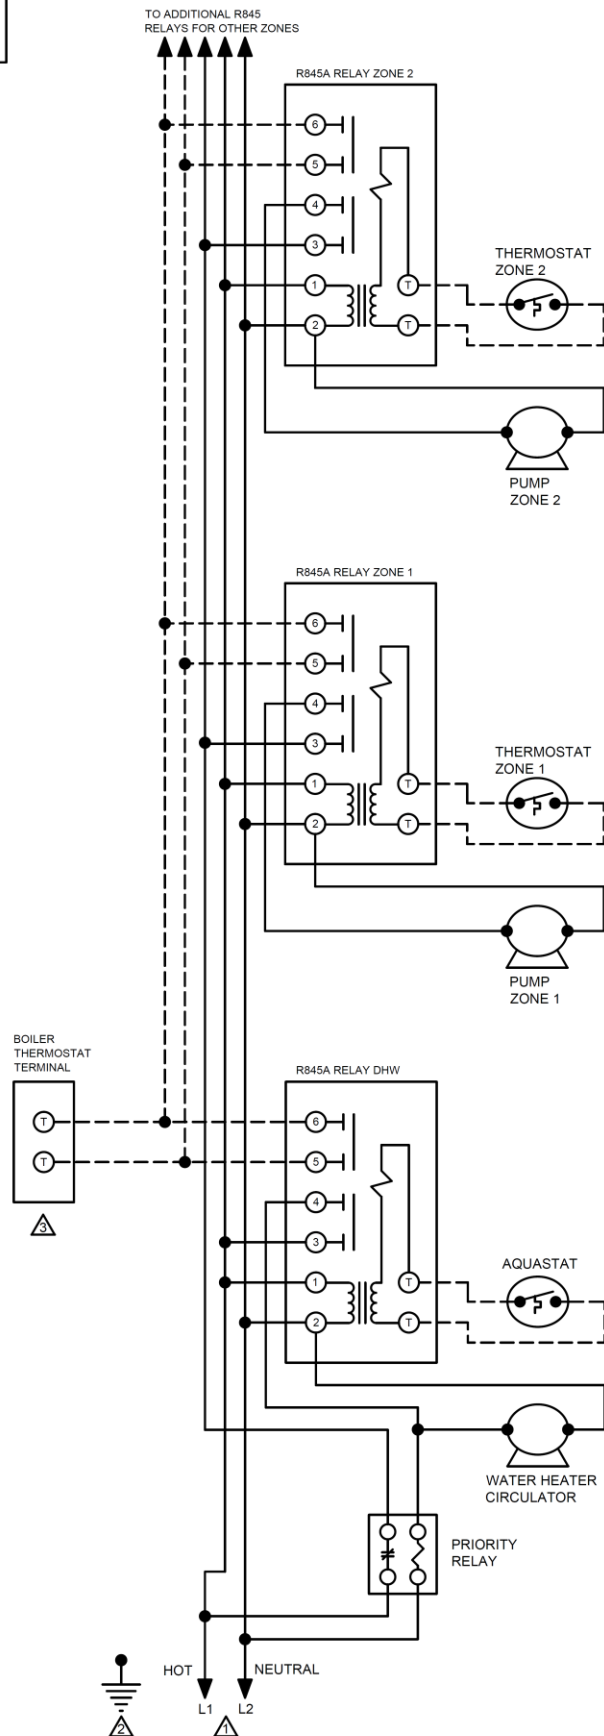 TO ADDITIONAL R845
RELAYS FOR OTHER ZONES
R845A RELAY ZONE 2
6
5
4
3
1
2
T
T
THERMOSTAT
ZONE 2
PUMP
ZONE 2
R845A RELAY ZONE 1
6
5
4
3
1
2
T
T
THERMOSTAT
ZONE 1
PUMP
ZONE 1
BOILER
THERMOSTAT
TERMINAL
T
T
3
R845A RELAY DHW
6
5
4
3
1
2
T
T
AQUASTAT
WATER HEATER
CIRCULATOR
PRIORITY
RELAY
HOT
NEUTRAL
L1
L2
2
1